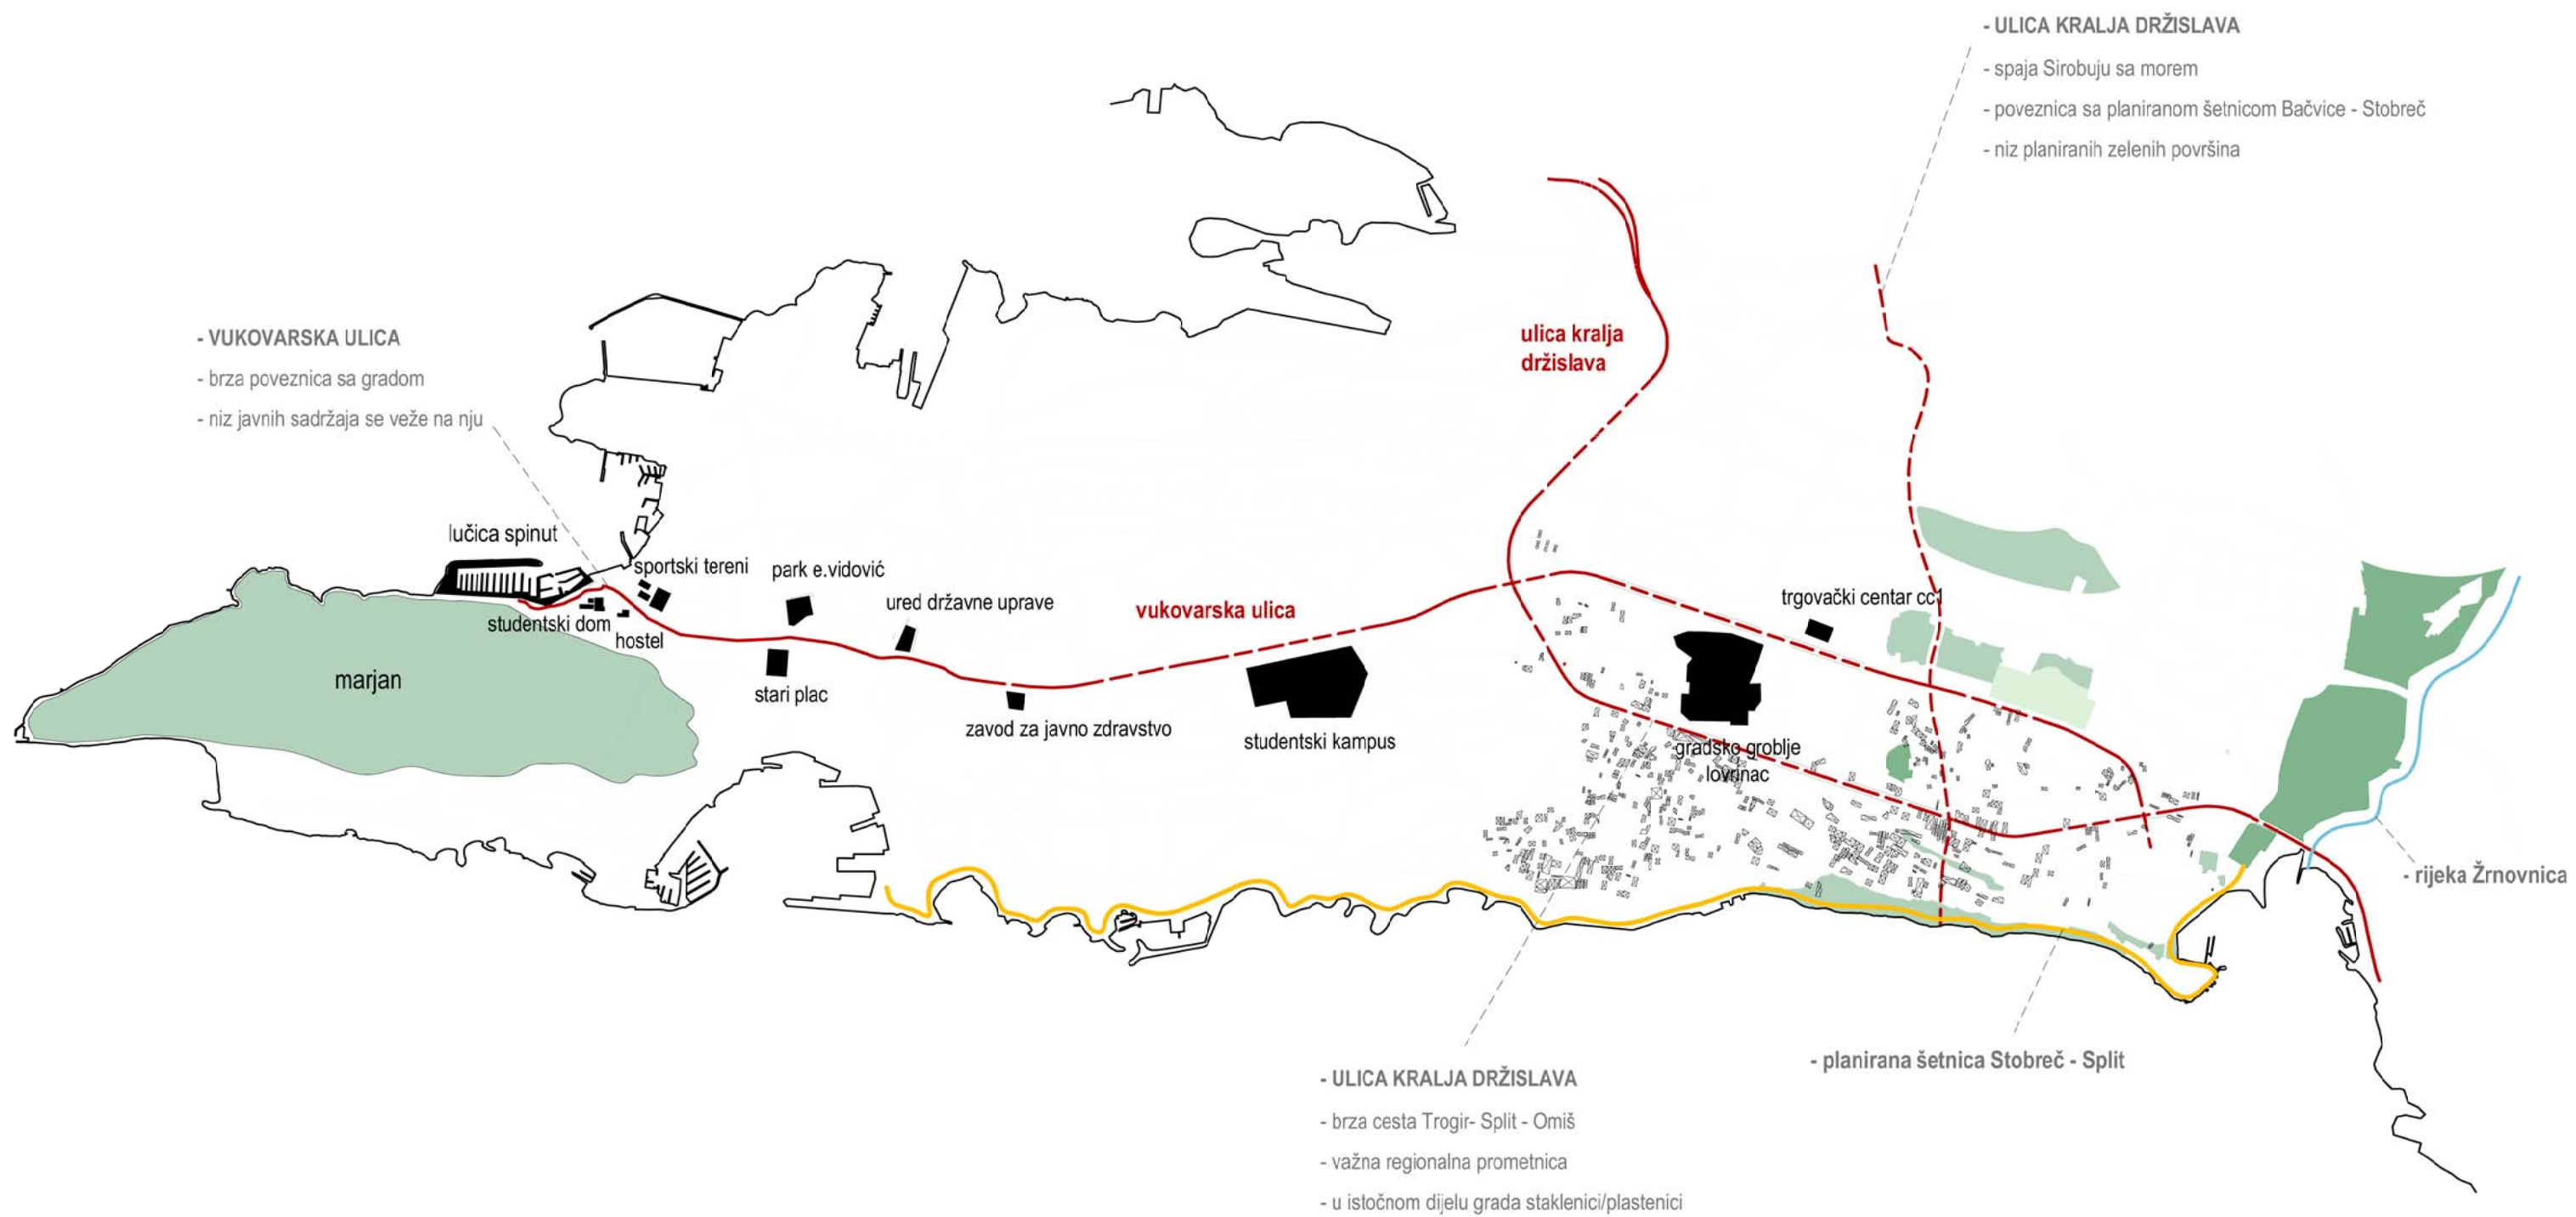 - ULICA KRALJA DRŽISLAVA
- spaja Sirobuju sa morem
- poveznica sa planiranom šetnicom Bačvice - Stobreč
- niz planiranih zelenih površina
- VUKOVARSKA ULICA
- brza poveznica sa gradom
- niz javnih sadržaja se veže na nju
ulica kralja
držislava
lučica spinut
sportski tereni
park e.vidović
ured državne uprave
vukovarska ulica
trgovački centar cc1
studentski dom
hostel
marjan
stari plac
zavod za javno zdravstvo
studentski kampus
gradsko groblje
lovrinac
- rijeka Žrnovnica
- planirana šetnica Stobreč - Split
- ULICA KRALJA DRŽISLAVA
- brza cesta Trogir- Split - Omiš
- važna regionalna prometnica
- u istočnom dijelu grada staklenici/plastenici